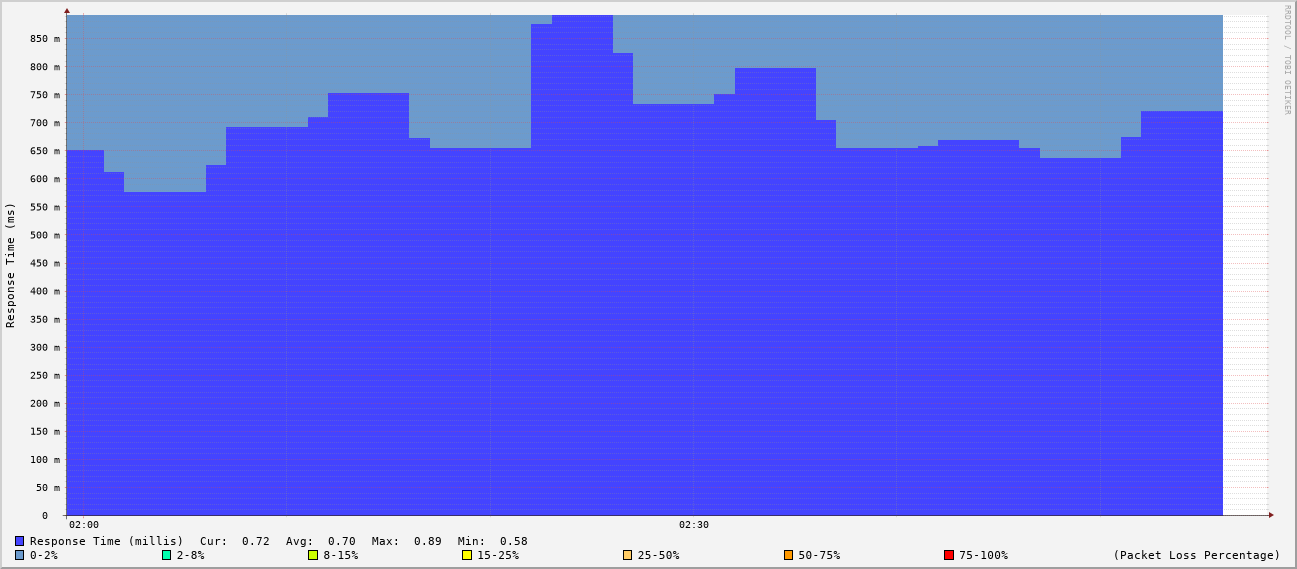 RRDTOOL / TOBI OETIKER
Response Time (ms)
850 m
800 m
750 m
700 m
650 m
600 m
550 m
500 m
450 m
400 m
350 m
300 m
250 m
200 m
150 m
100 m
50 m
0
02:00 02:30
Response Time (millis) Cur: 0.72 Avg: 0.70 Max: 0.89 Min: 0.58
0-2% 2-8% 8-15% 15-25% 25-50% 50-75% 75-100% (Packet Loss Percentage)